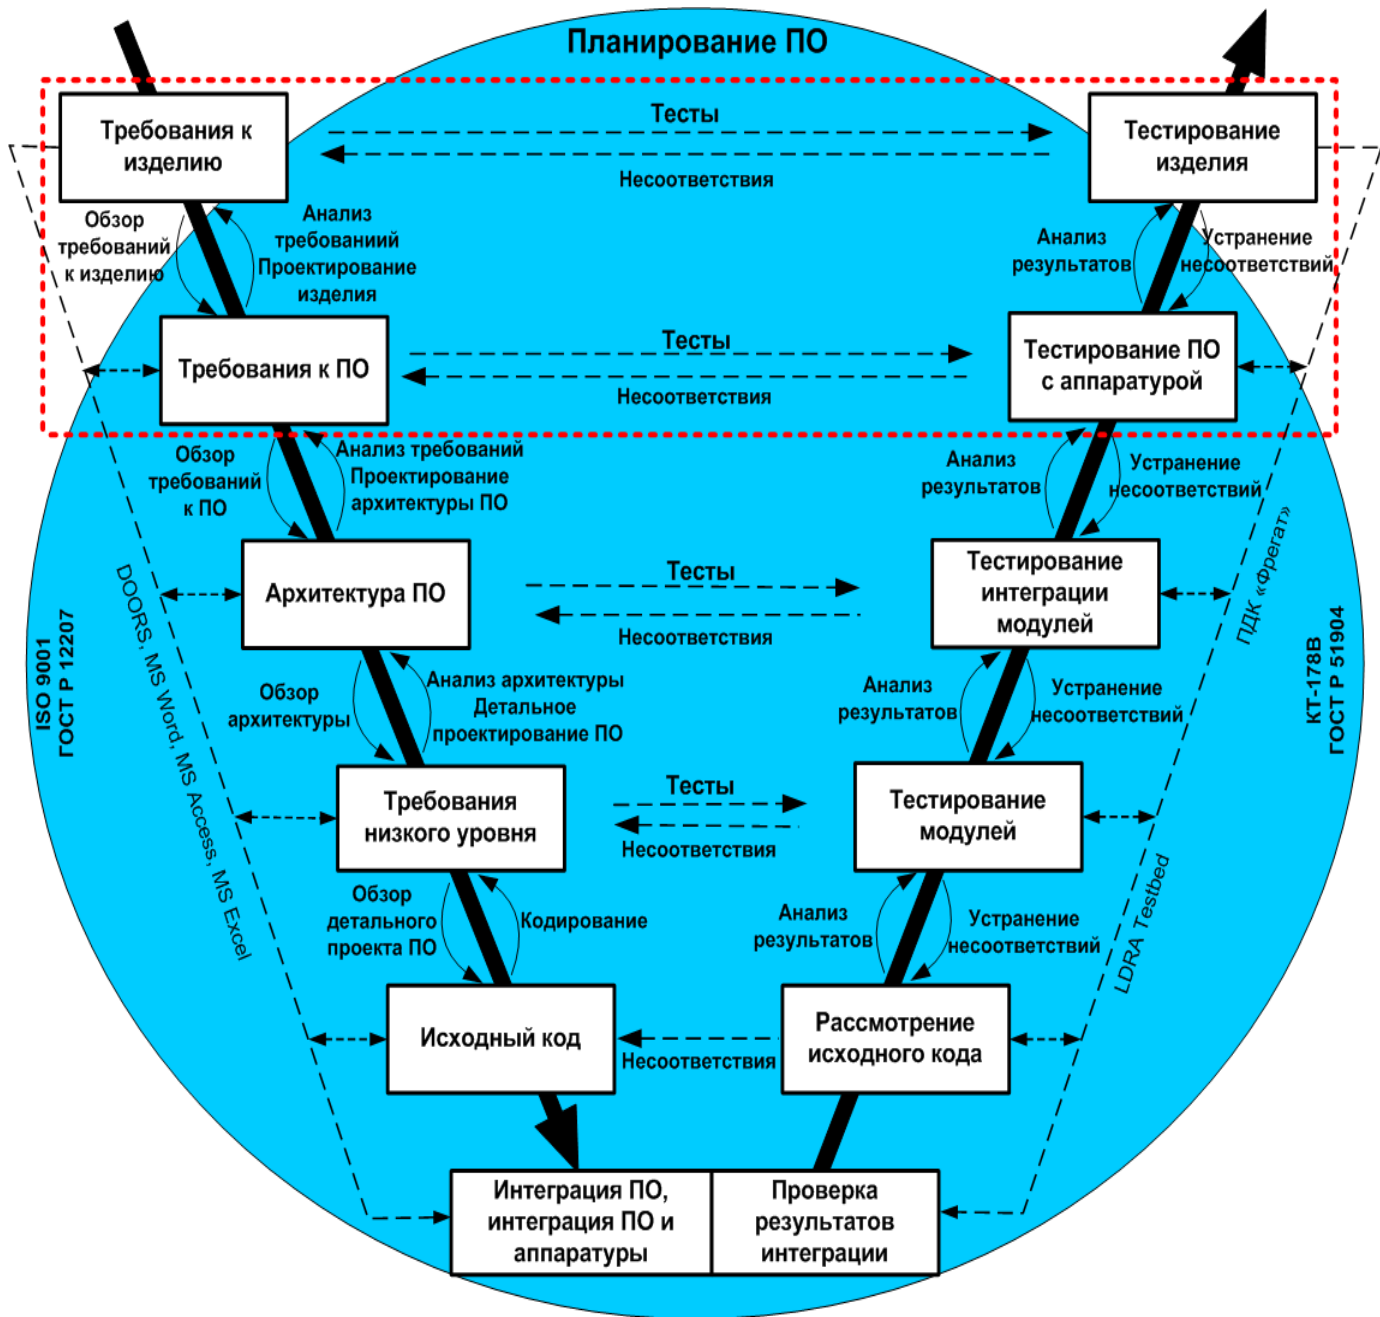 Планирование ПО
Требования к
изделию
Тесты
Несоответствия
Тестирование
изделия
Обзор
требований
к изделию
Анализ
требованиий
Проектирование
изделия
Анализ
результатов
Устранение
несоответствий
Требования к ПО
Тесты
Несоответствия
Тестирование ПО
с аппаратурой
Обзор
требований
к ПО
Анализ требований
Проектирование
архитектуры ПО
Анализ
результатов
Устранение
несоответствий
Архитектура ПО
Тесты
Несоответствия
Тестирование
интеграции
модулей
ISO 9001
ГОСТ Р 12207
DOORS, MS Word, MS Access, MS Excel
ПДК «Фрегат»
КТ-178В
ГОСТ Р 51904
Обзор
архитектуры
Анализ архитектуры
Детальное
проектирование ПО
Анализ
результатов
Устранение
несоответствий
Требования
низкого уровня
Тесты
Несоответствия
Тестирование
модулей
Обзор
детального
проекта ПО
Кодирование
Анализ
результатов
Устранение
несоответствий
LDRA Testbed
Исходный код
Несоответствия
Рассмотрение
исходного кода
Интеграция ПО,
интеграция ПО и
аппаратуры
Проверка
результатов
интеграции